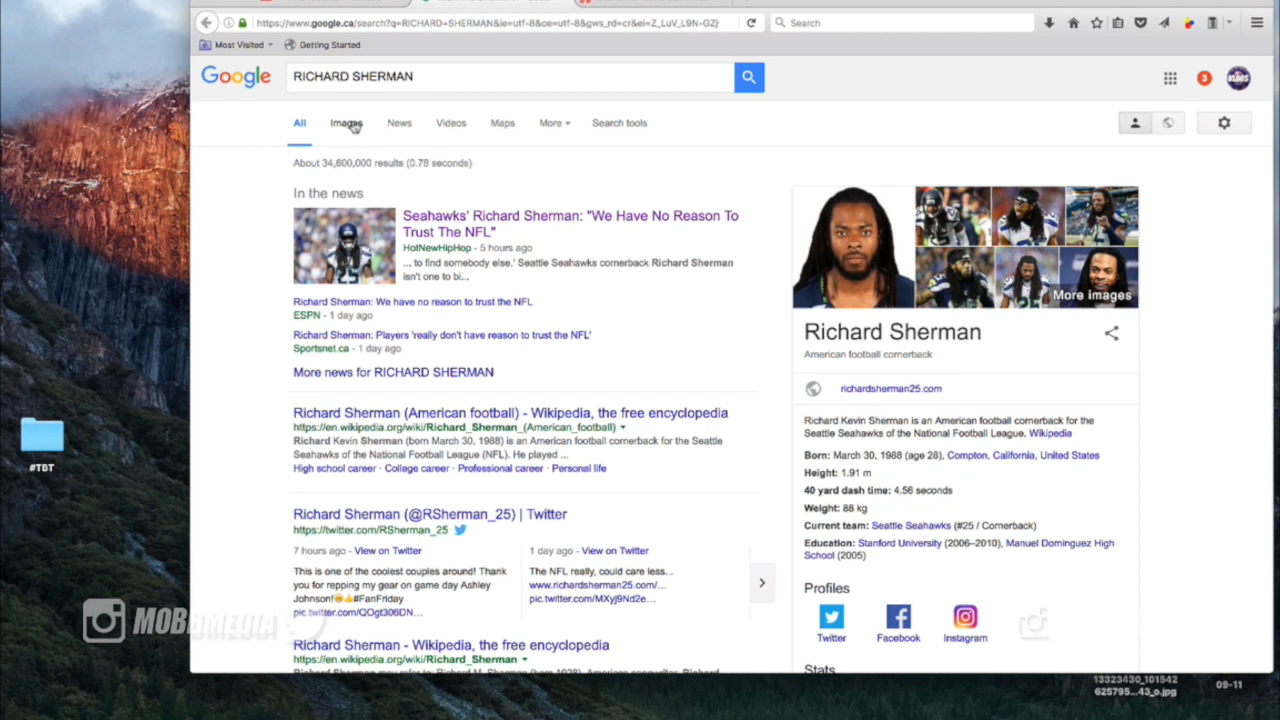 https://www.google.ca/search?q=RICHARD+SHERMAN&ie=utf-8&oe=utf-8&gws_rd=cr&ei=Z_LuV_L9N-GZj
Search
Most Visited
Getting Started
Google
RICHARD SHERMAN
3
All
Images
News
Videos
Maps
More
Search tools
About 34,600,000 results (0.78 seconds)
In the news
Seahawks' Richard Sherman: "We Have No Reason To
Trust The NFL"
HotNewHipHop - 5 hours ago
... to find somebody else.' Seattle Seahawks cornerback Richard Sherman
isn't one to bi...
Richard Sherman: We have no reason to trust the NFL
ESPN - 1 day ago
Richard Sherman: Players 'really don't have reason to trust the NFL'
Sportsnet.ca - 1 day ago
More news for RICHARD SHERMAN
Richard Sherman (American football) - Wikipedia, the free encyclopedia
https://en.wikipedia.org/wiki/Richard_Sherman_(American_football)
Richard Kevin Sherman (born March 30, 1988) is an American football cornerback for the
Seattle Seahawks of the National Football League (NFL). He played ...
High school career · College career · Professional career · Personal life
Richard Sherman (@RSherman_25) | Twitter
https://twitter.com/RSherman_25
7 hours ago - View on Twitter
This is one of the coolest couples around! Thank
you for repping my gear on game day Ashley
Johnson!#FanFriday
pic.twitter.com/QOgt306DN...
1 day ago - View on Twitter
The NFL really, could care less...
www.richardsherman25.com/...
pic.twitter.com/MXyj9Nd2e...
Richard Sherman - Wikipedia, the free encyclopedia
https://en.wikipedia.org/wiki/Richard_Sherman
More images
Richard Sherman
American football cornerback
richardsherman25.com
Richard Kevin Sherman is an American football cornerback for the
Seattle Seahawks of the National Football League. Wikipedia
Born: March 30, 1988 (age 28), Compton, California, United States
Height: 1.91 m
40 yard dash time: 4.56 seconds
Weight: 88 kg
Current team: Seattle Seahawks (#25 / Cornerback)
Education: Stanford University (2006–2010), Manuel Dominguez High
School (2005)
Profiles
Twitter
Facebook
Instagram
Stats
#TBT
MOBBMEDIA
13323430_101542
625795...43_o.jpg
09-11